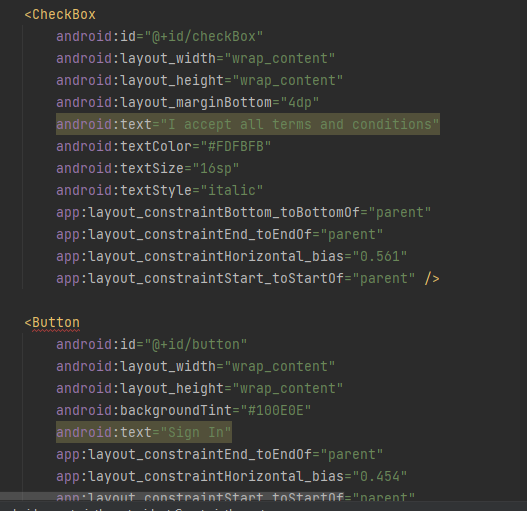 <CheckBox
android:id="@+id/checkBox"
android:layout_width="wrap_content"
android:layout_height="wrap_content"
android:layout_marginBottom="4dp"
android:text="I accept all terms and conditions"
android:textColor="#FDFBFB"
android:textSize="16sp"
android:textStyle="italic"
app:layout_constraintBottom_toBottomOf="parent"
app:layout_constraintEnd_toEndOf="parent"
app:layout_constraintHorizontal_bias="0.561"
app:layout_constraintStart_toStartOf="parent" />
<Button
android:id="@+id/button"
android:layout_width="wrap_content"
android:layout_height="wrap_content"
android:backgroundTint="#100E0E"
android:text="Sign In"
app:layout_constraintEnd_toEndOf="parent"
app:layout_constraintHorizontal_bias="0.454"
app:layout_constraintStart_toStartOf="parent"